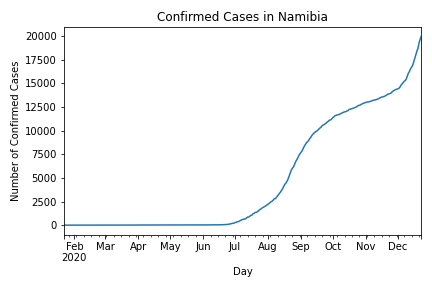 Confirmed Cases in Namibia
20000
17500
15000
12500
10000
7500
5000
2500
0
Number of Confirmed Cases
Feb Mar Apr May Jun Jul Aug Sep Oct Nov Dec
2020
Day